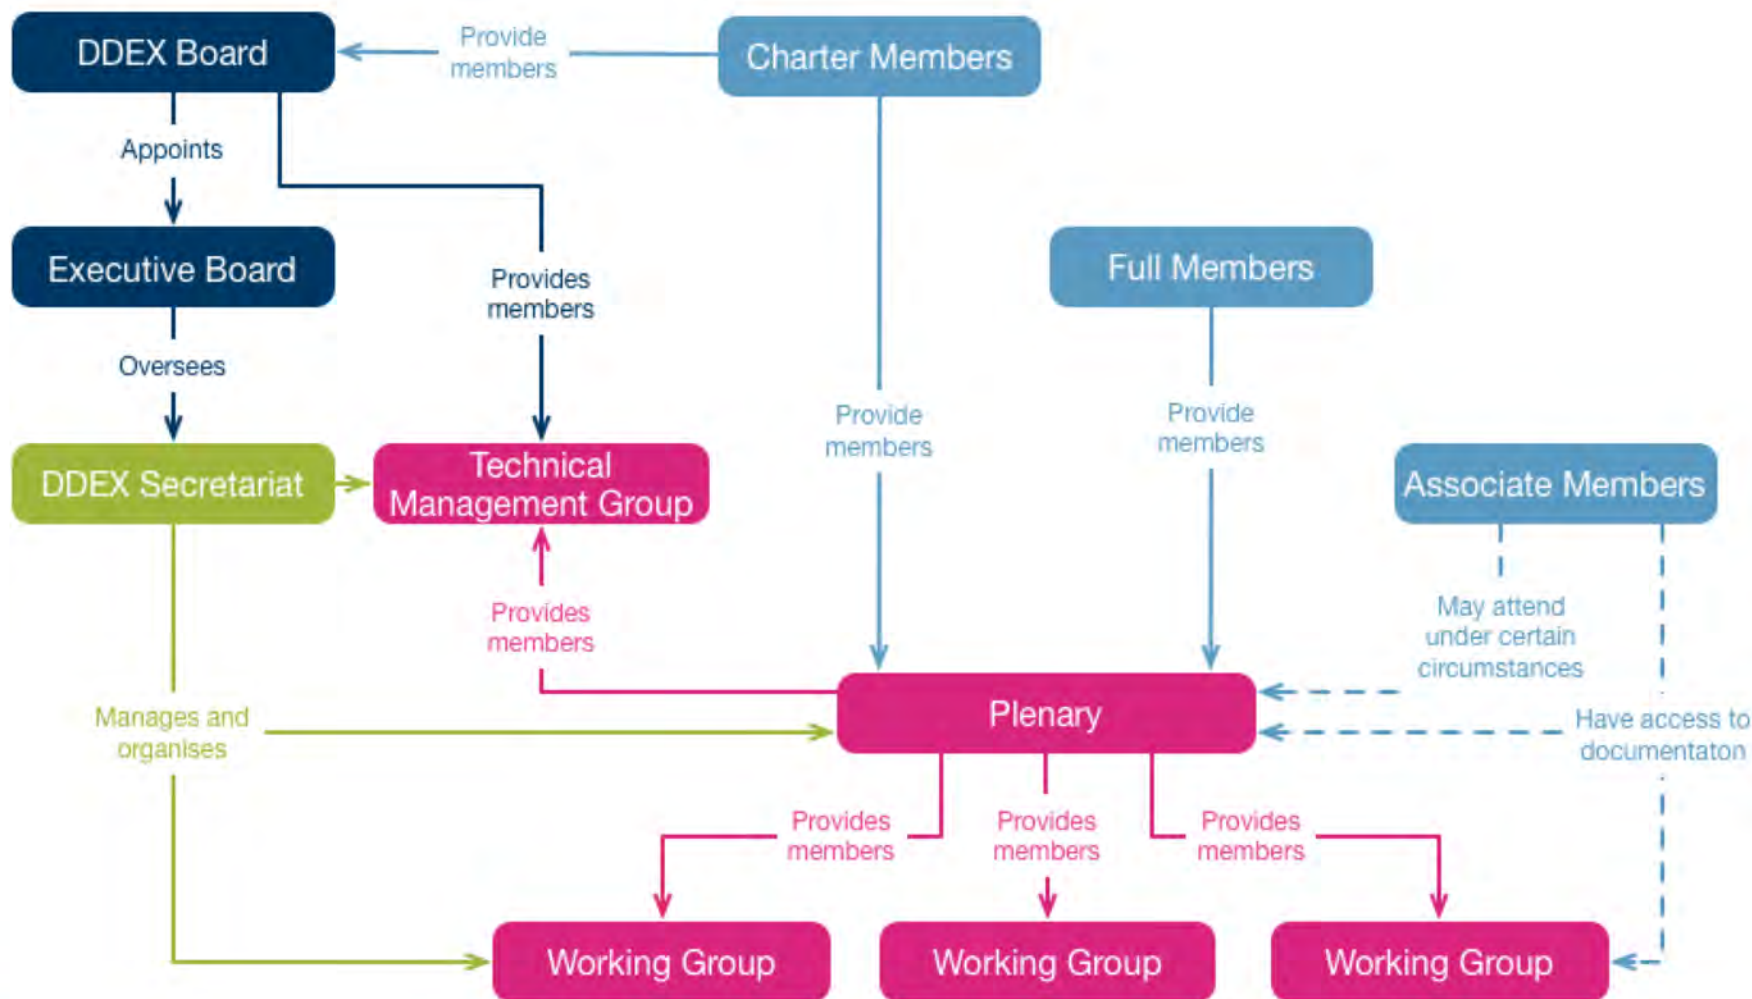 DDEX Board
Provide
members
Charter Members
Appoints
Executive Board
Provides
members
Full Members
Oversees
Provide
members
Provide
members
DDEX Secretariat
Technical
Management Group
Associate Members
Provides
members
May attend
under certain
circumstances
Plenary
Manages and
organises
Have access to
documentaton
Provides
members
Provides
members
Provides
members
Working Group
Working Group
Working Group